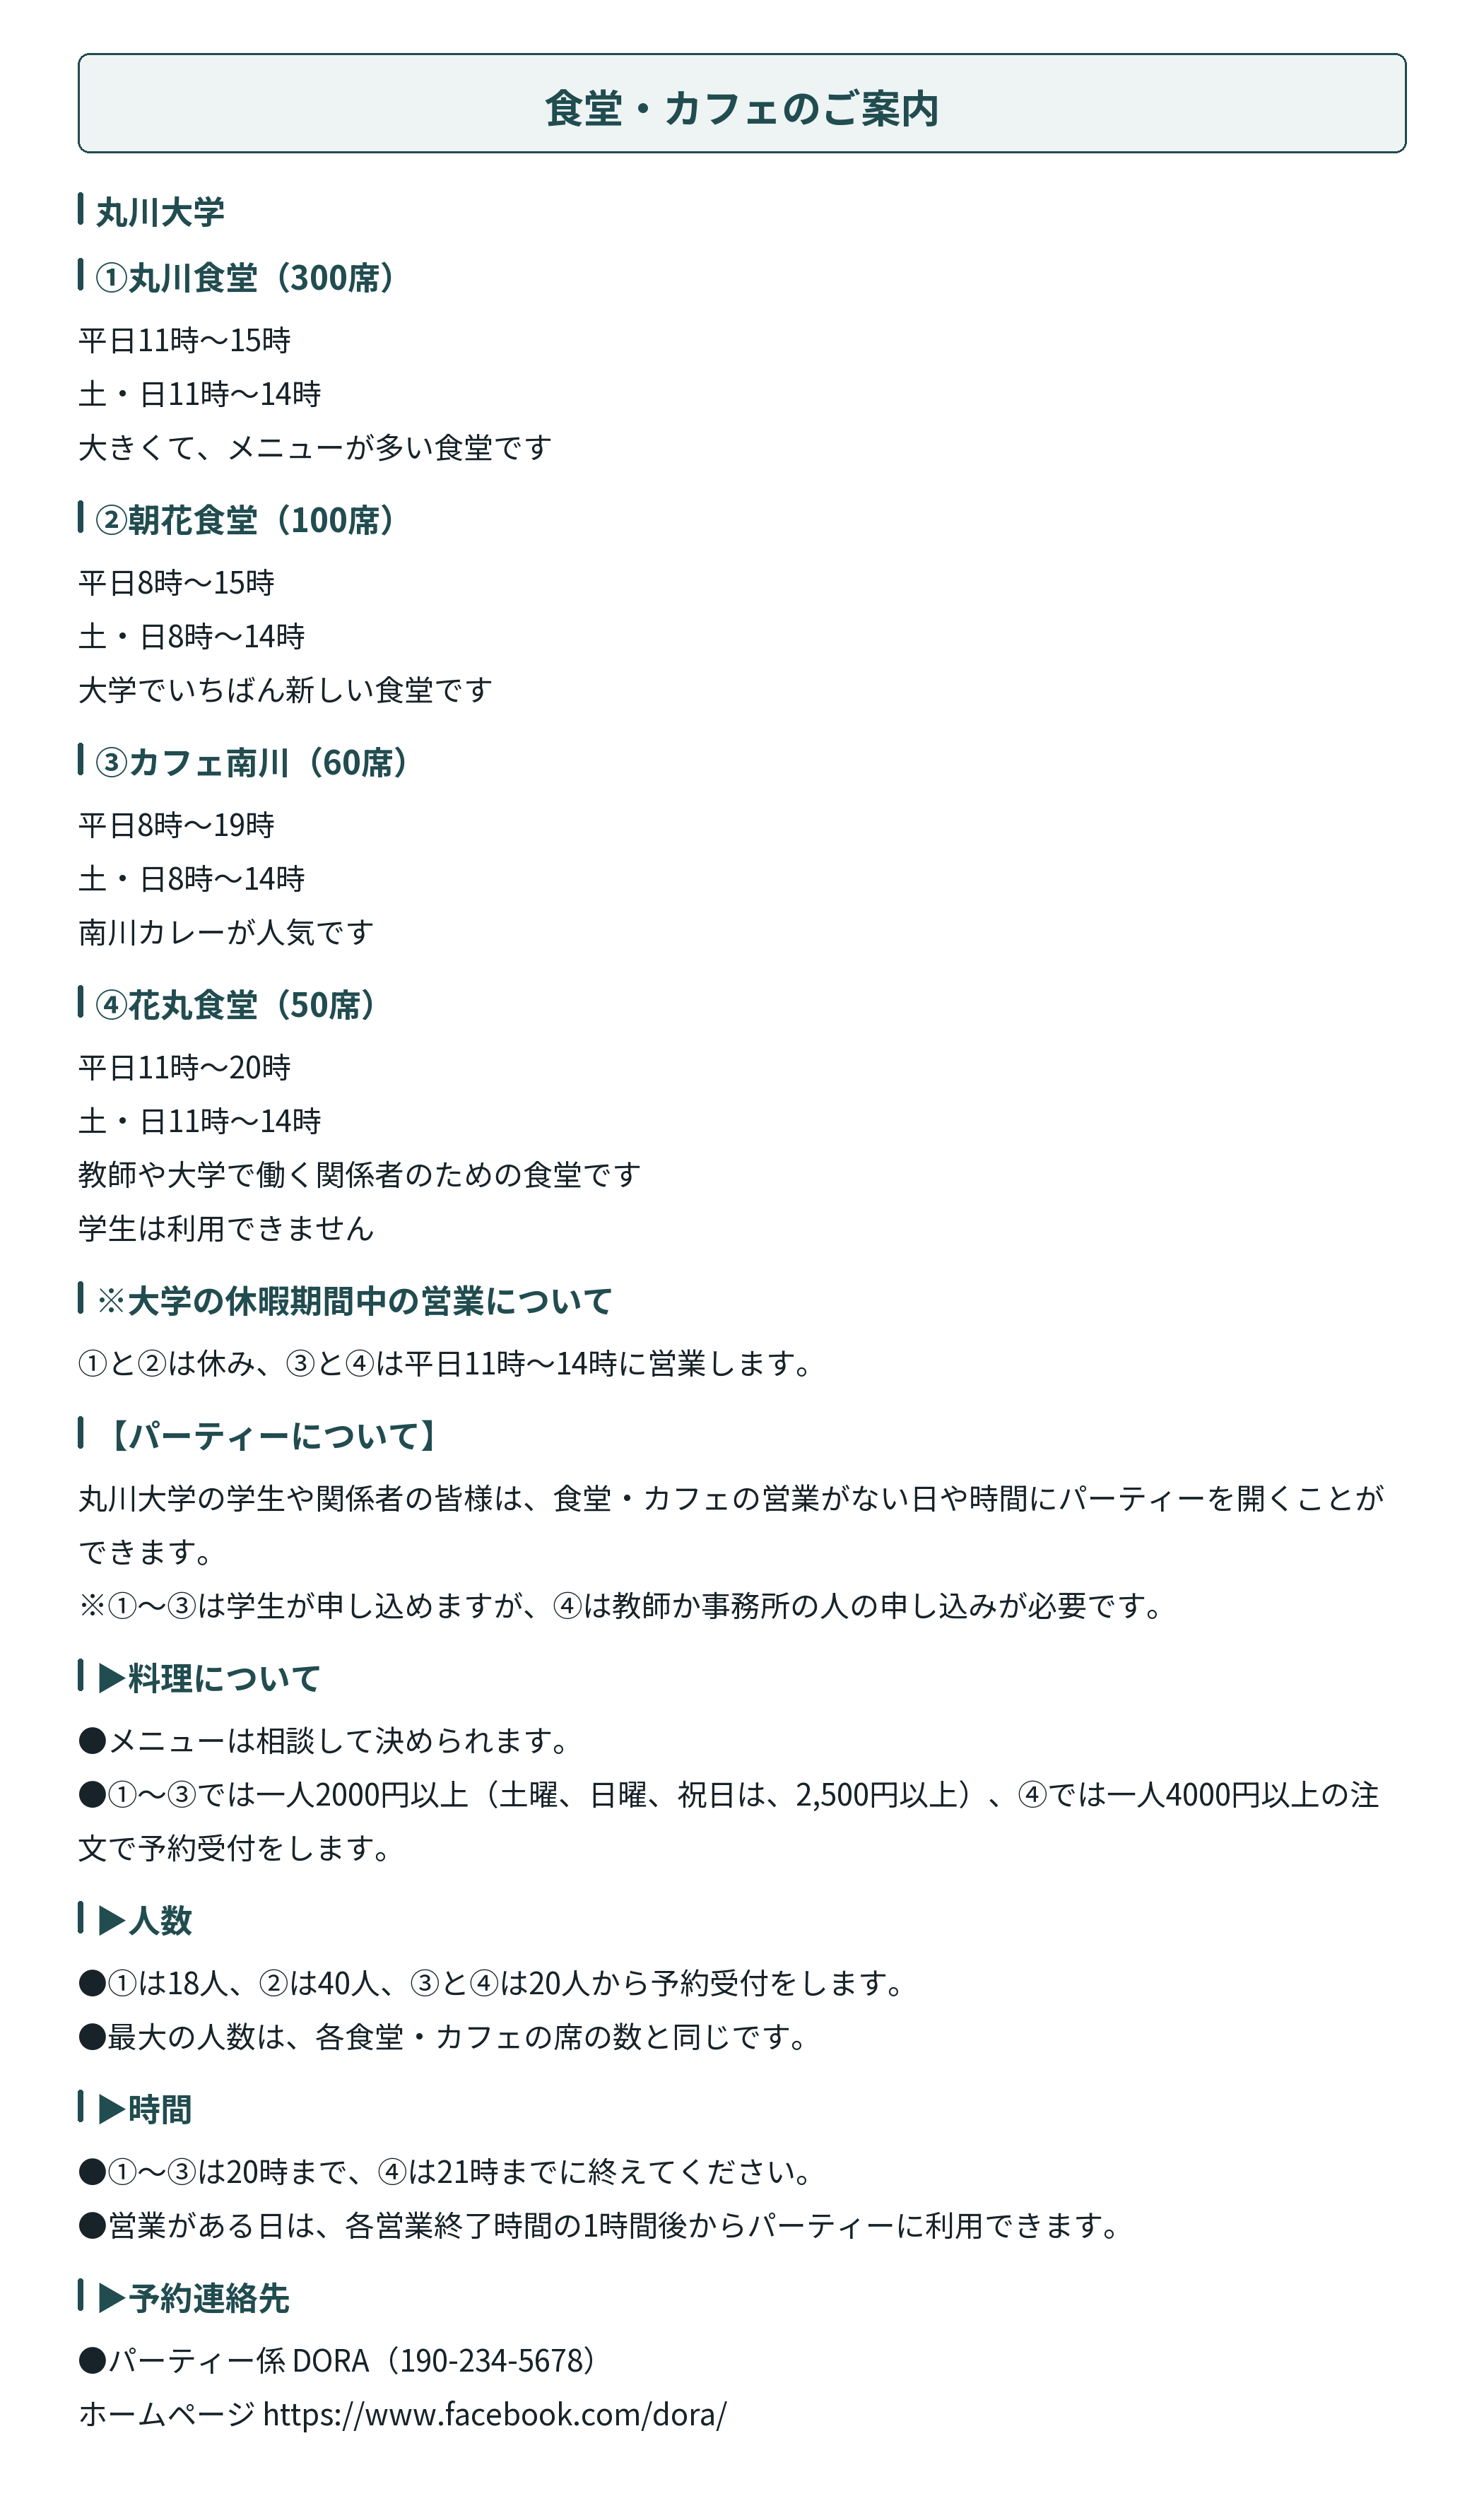 食堂・カフェのご案内
丸川大学
①丸川食堂（300席）
平日11時～15時
土・日11時～14時
大きくて、メニューが多い食堂です
②朝花食堂（100席）
平日8時～15時
土・日8時～14時
大学でいちばん新しい食堂です
③カフェ南川（60席）
平日8時～19時
土・日8時～14時
南川カレーが人気です
④花丸食堂（50席）
平日11時～20時
土・日11時～14時
教師や大学で働く関係者のための食堂です
学生は利用できません
※大学の休暇期間中の営業について
①と②は休み、③と④は平日11時～14時に営業します。
【パーティーについて】
丸川大学の学生や関係者の皆様は、食堂・カフェの営業がない日や時間にパーティーを開くことが
できます。
※①～③は学生が申し込めますが、④は教師か事務所の人の申し込みが必要です。
▶料理について
●メニューは相談して決められます。
●①～③では一人2000円以上（土曜、日曜、祝日は、2,500円以上）、④では一人4000円以上の注
文で予約受付をします。
▶人数
●①は18人、②は40人、③と④は20人から予約受付をします。
●最大の人数は、各食堂・カフェの席の数と同じです。
▶時間
●①～③は20時まで、④は21時までに終えてください。
●営業がある日は、各営業終了時間の1時間後からパーティーに利用できます。
▶予約連絡先
●パーティー係 DORA（190-234-5678）
ホームページ https://www.facebook.com/dora/